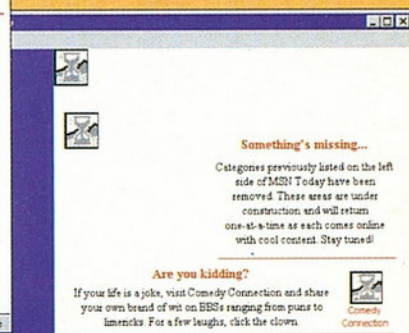 Something's missing...
Categories previously listed on the left
side of MSN Today have been
removed. These areas are under
construction and will return
one-at-a-time as each comes online
with cool content. Stay tuned!
Are you kidding?
If your life is a joke, visit Comedy Connection and share
your own brand of wit on BBSs ranging from puns to
limericks. For a few laughs, click the clown.
Comedy
Connection